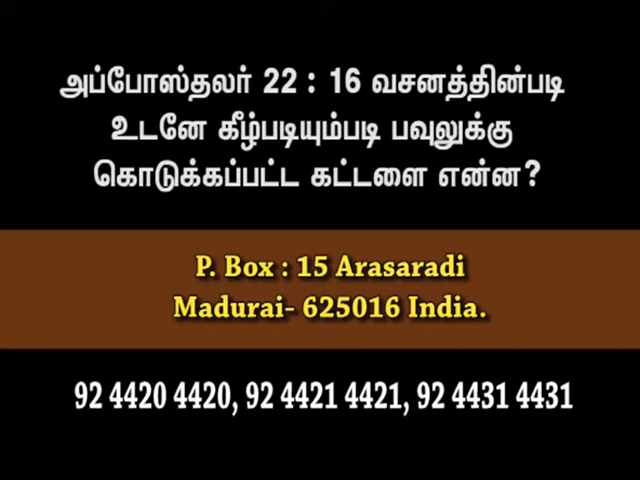 அப்போஸ்தலர் 22 : 16 வசனத்தின்படி
உடனே கீழ்படியும்படி பவுலுக்கு
கொடுக்கப்பட்ட கட்டளை என்ன?
P. Box : 15 Arasaradi
Madurai- 625016 India.
92 4420 4420, 92 4421 4421, 92 4431 4431